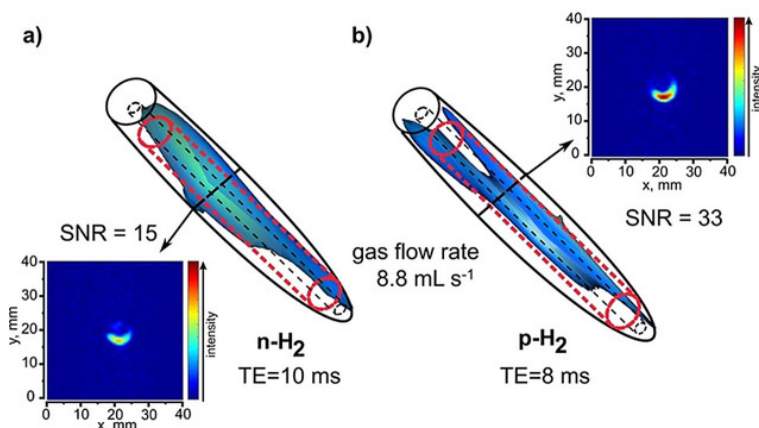 a)
SNR = 15
y, mm
40
30
20
10
0
0 10 20 30 40
x, mm
intensity
n-H₂
TE=10 ms
b)
y, mm
40
30
20
10
0
0 10 20 30 40
x, mm
intensity
SNR = 33
gas flow rate
8.8 mL s⁻¹
p-H₂
TE=8 ms